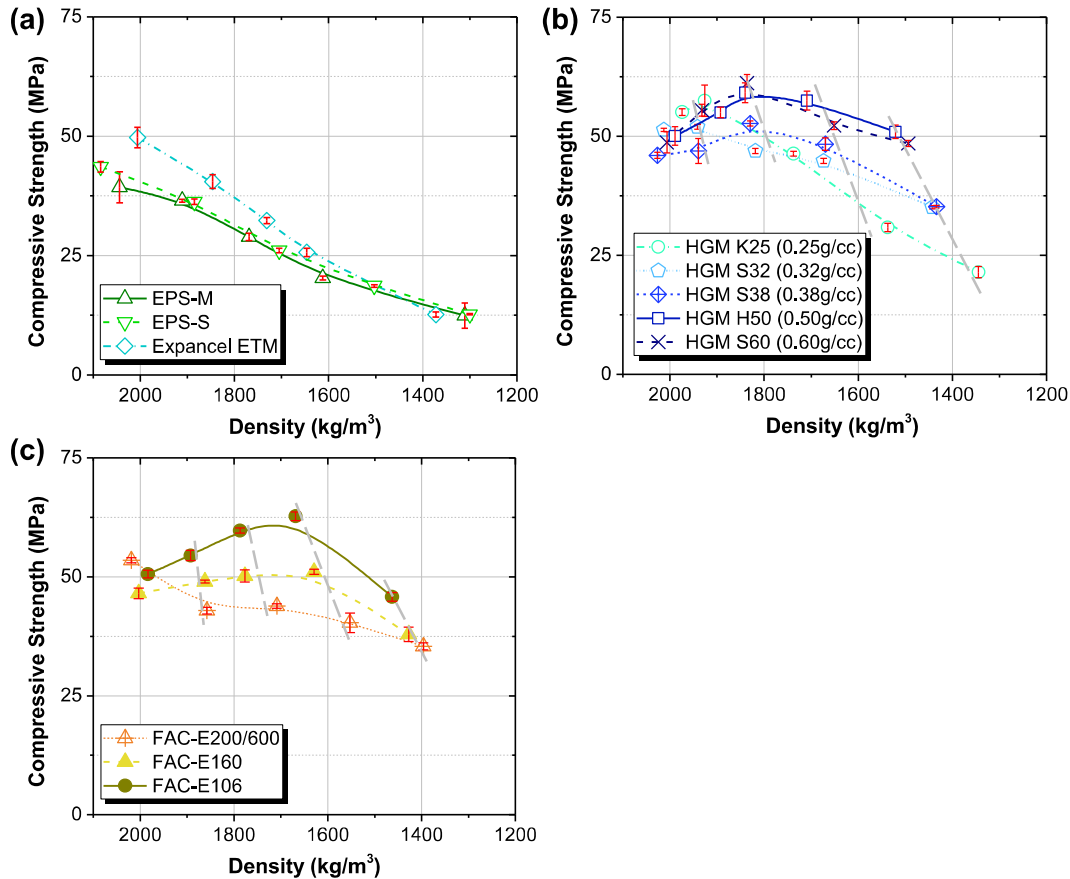 (a)
75
50
25
0
Compressive Strength (MPa)
EPS-M
EPS-S
Expancel ETM
2000 1800 1600 1400 1200
Density (kg/m³)
(b)
75
50
25
0
Compressive Strength (MPa)
HGM K25 (0.25g/cc)
HGM S32 (0.32g/cc)
HGM S38 (0.38g/cc)
HGM H50 (0.50g/cc)
HGM S60 (0.60g/cc)
2000 1800 1600 1400 1200
Density (kg/m³)
(c)
75
50
25
0
Compressive Strength (MPa)
FAC-E200/600
FAC-E160
FAC-E106
2000 1800 1600 1400 1200
Density (kg/m³)